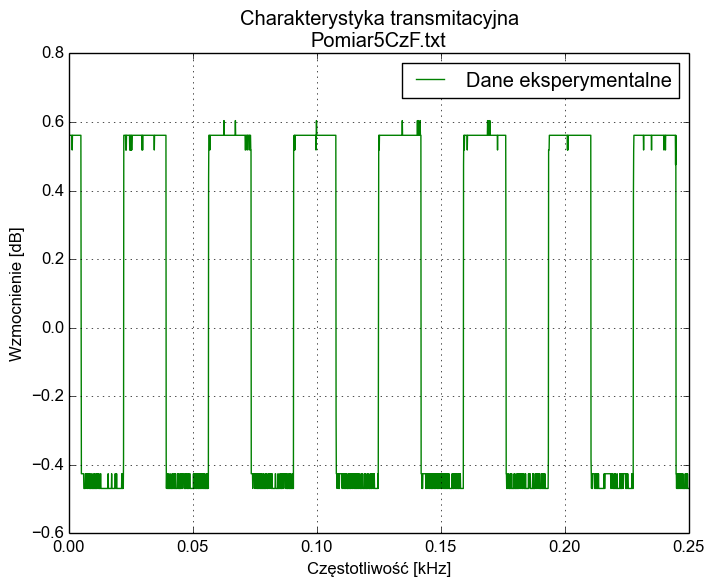 Charakterystyka transmitacyjna
Pomiar5CzF.txt
Dane eksperymentalne
Wzmocnienie [dB]
0.8
0.6
0.4
0.2
0.0
−0.2
−0.4
−0.6
0.00 0.05 0.10 0.15 0.20 0.25
Częstotliwość [kHz]